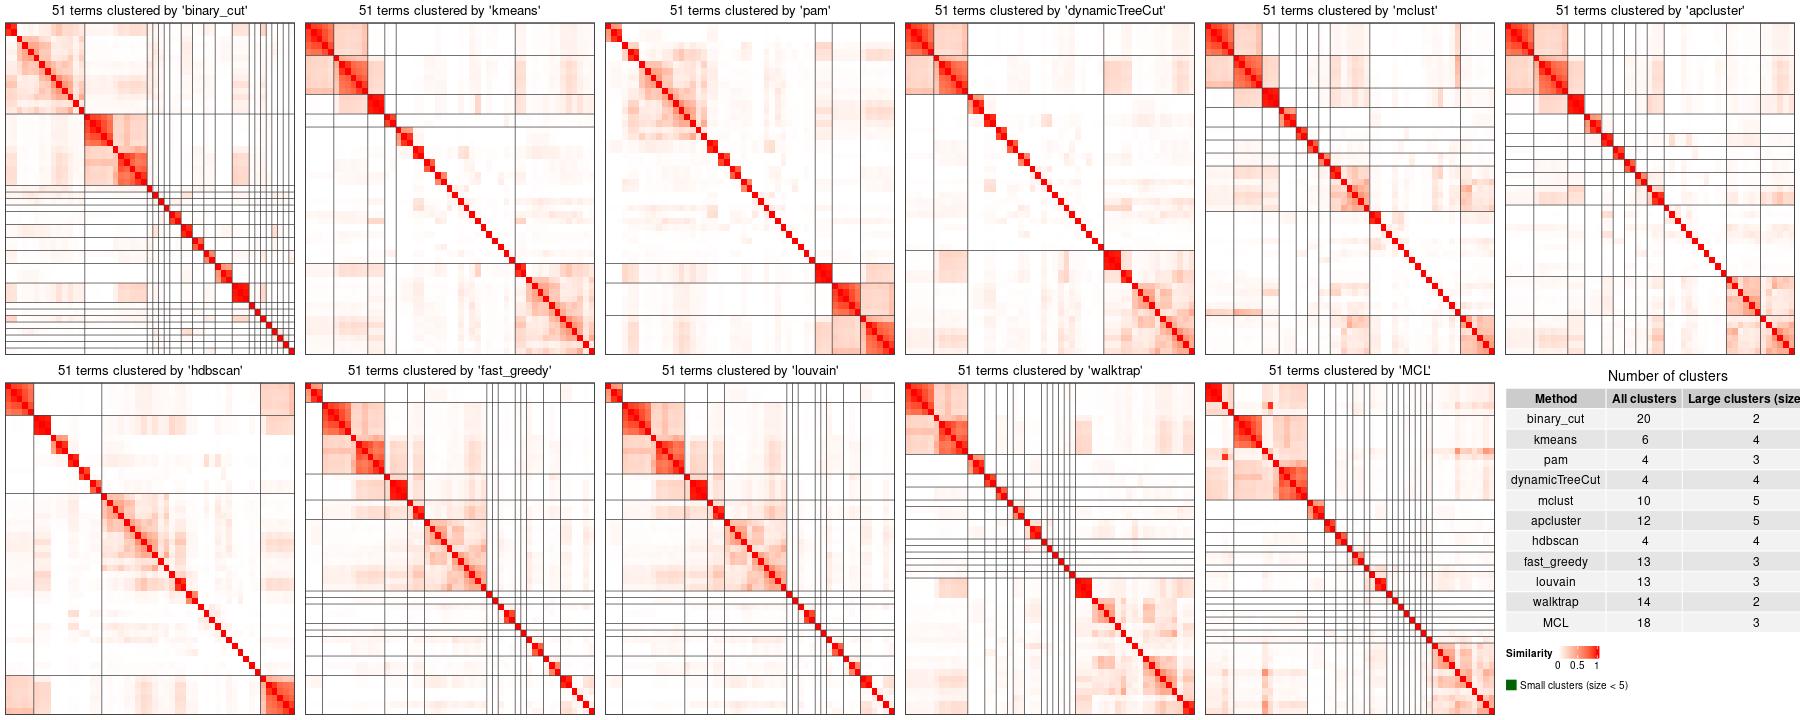 51 terms clustered by 'binary_cut'
51 terms clustered by 'kmeans'
51 terms clustered by 'pam'
51 terms clustered by 'dynamicTreeCut'
51 terms clustered by 'mclust'
51 terms clustered by 'apcluster'
51 terms clustered by 'hdbscan'
51 terms clustered by 'fast_greedy'
51 terms clustered by 'louvain'
51 terms clustered by 'walktrap'
51 terms clustered by 'MCL'
Number of clusters
Method All clusters Large clusters (size
binary_cut 20 2
kmeans 6 4
pam 4 3
dynamicTreeCut 4 4
mclust 10 5
apcluster 12 5
hdbscan 4 4
fast_greedy 13 3
louvain 13 3
walktrap 14 2
MCL 18 3
Similarity
0 0.5 1
Small clusters (size < 5)